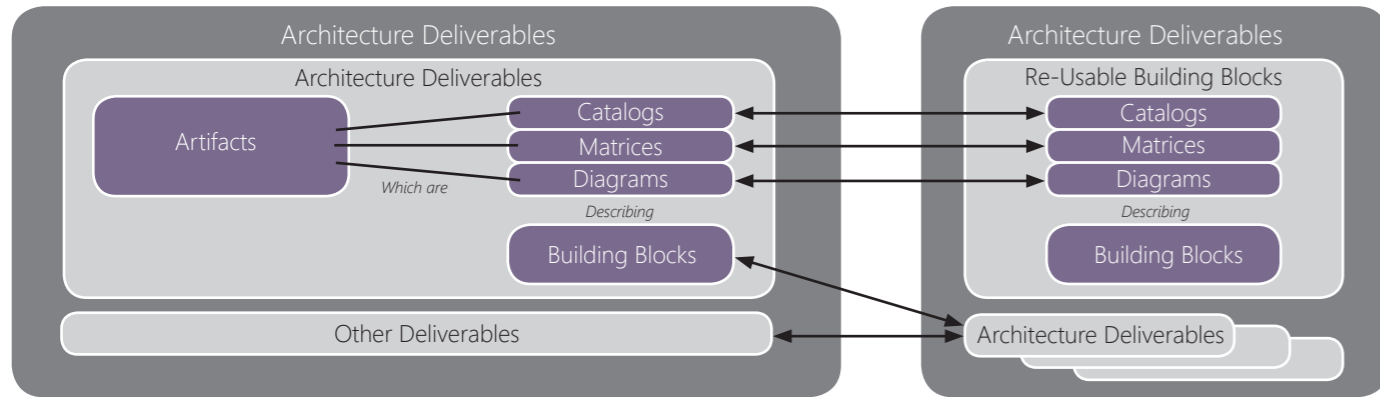 Architecture Deliverables
Architecture Deliverables
Artifacts
Which are
Catalogs
Matrices
Diagrams
Describing
Building Blocks
Other Deliverables
Architecture Deliverables
Re-Usable Building Blocks
Catalogs
Matrices
Diagrams
Describing
Building Blocks
Architecture Deliverables